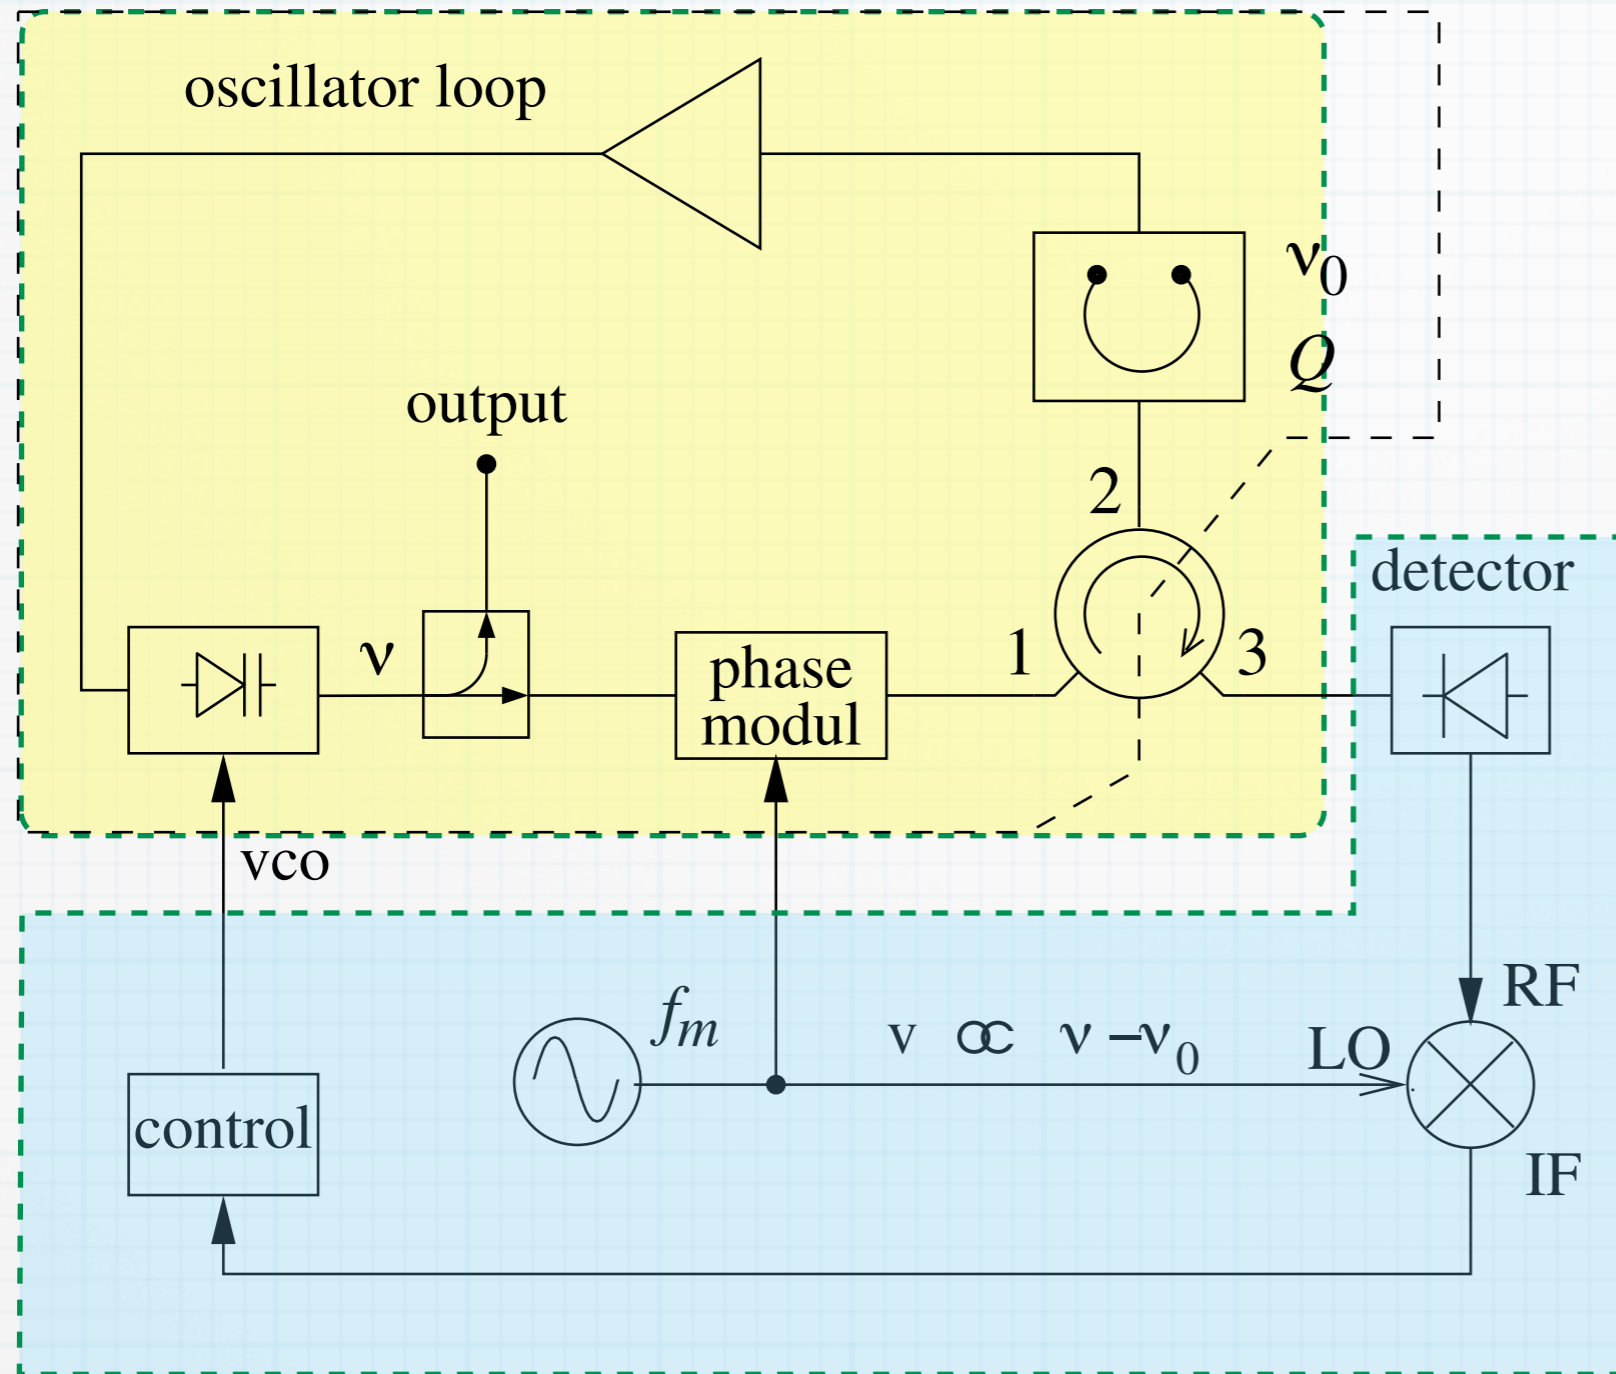 oscillator loop
ν0
Q
output
2
detector
ν
phase
modul
1
3
vco
RF
fm
v ∝ ν −ν0
LO
control
IF